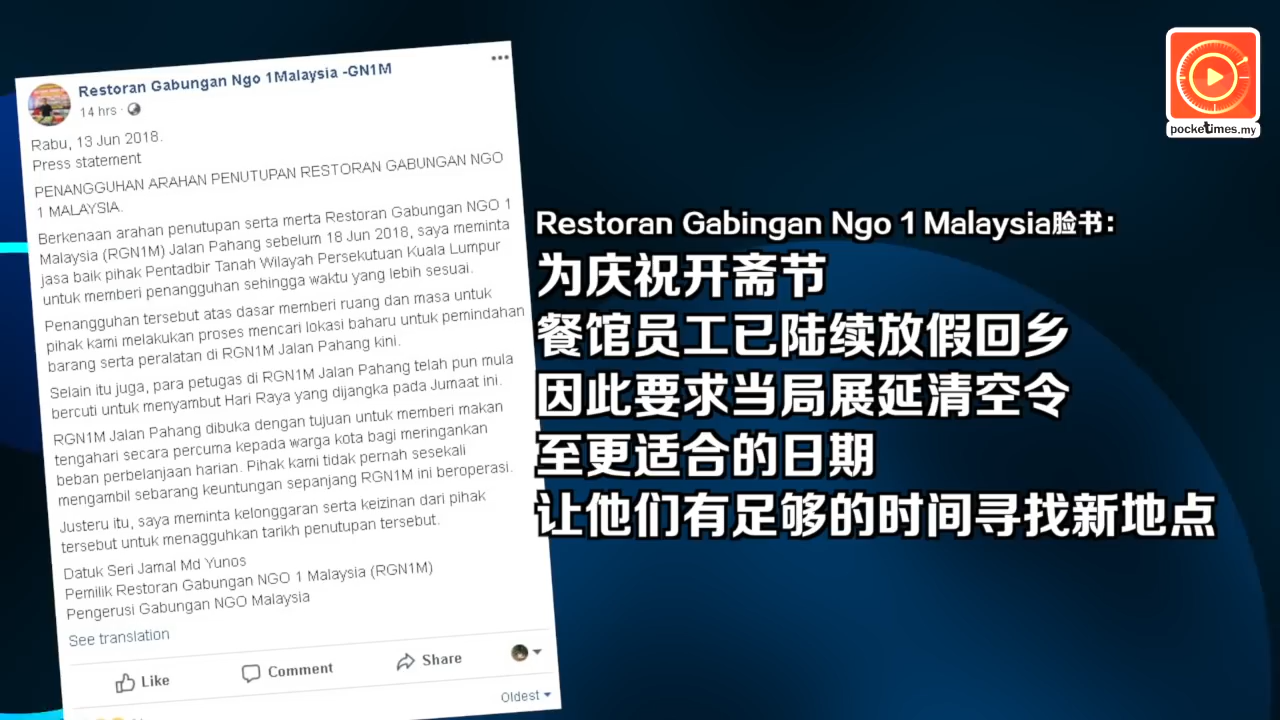 Restoran Gabungan Ngo 1Malaysia -GN1M
14 hrs ·
Rabu, 13 Jun 2018.
Press statement
PENANGGUHAN ARAHAN PENUTUPAN RESTORAN GABUNGAN NGO
1 MALAYSIA.
Berkenaan arahan penutupan serta merta Restoran Gabungan NGO 1
Malaysia (RGN1M) Jalan Pahang sebelum 18 Jun 2018, saya meminta
jasa baik pihak Pentadbir Tanah Wilayah Persekutuan Kuala Lumpur
untuk memberi penangguhan sehingga waktu yang lebih sesuai.
Penangguhan tersebut atas dasar memberi ruang dan masa untuk
pihak kami melakukan proses mencari lokasi baharu untuk pemindahan
barang serta peralatan di RGN1M Jalan Pahang kini.
Selain itu juga, para petugas di RGN1M Jalan Pahang telah pun mula
bercuti untuk menyambut Hari Raya yang dijangka pada Jumaat ini.
RGN1M Jalan Pahang dibuka dengan tujuan untuk memberi makan
tengahari secara percuma kepada warga kota bagi meringankan
beban perbelanjaan harian. Pihak kami tidak pernah sesekali
mengambil sebarang keuntungan sepanjang RGN1M ini beroperasi.
Justeru itu, saya meminta kelonggaran serta keizinan dari pihak
tersebut untuk menagguhkan tarikh penutupan tersebut.
Datuk Seri Jamal Md Yunos
Pemilik Restoran Gabungan NGO 1 Malaysia (RGN1M)
Pengerusi Gabungan NGO Malaysia
See translation
Like Comment Share
Oldest
pocketimes.my
Restoran Gabingan Ngo 1 Malaysia脸书：
为庆祝开斋节
餐馆员工已陆续放假回乡
因此要求当局展延清空令
至更适合的日期
让他们有足够的时间寻找新地点